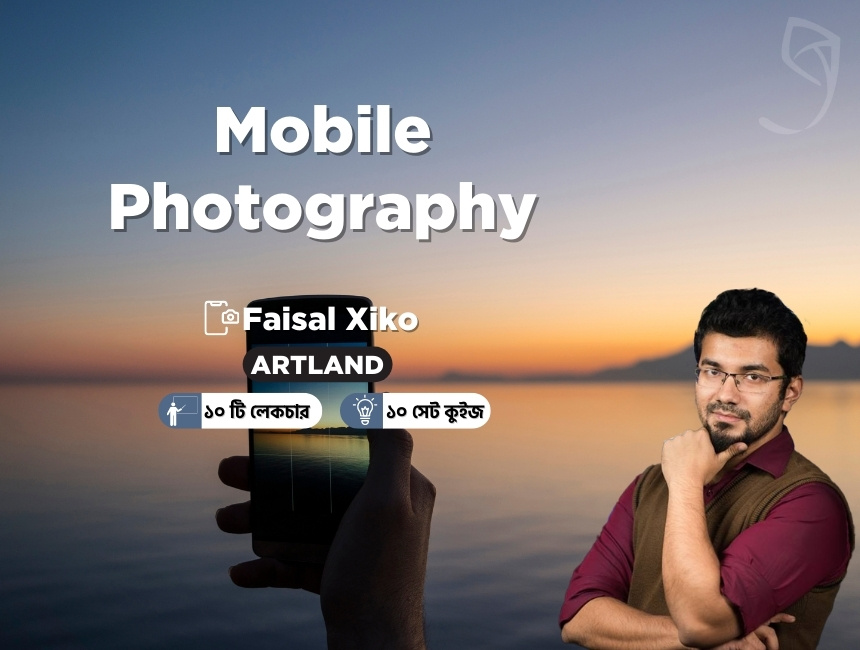 Mobile
Photography
Faisal Xiko
ARTLAND
১০ টি লেকচার
১০ সেট কুইজ